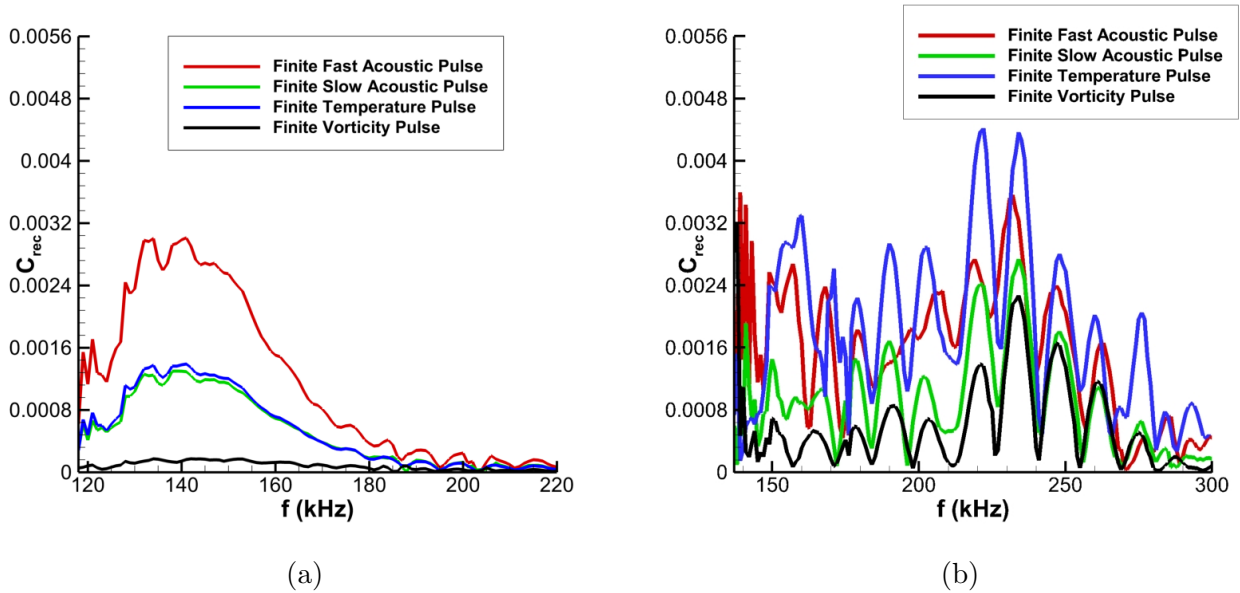 0.0056
0.0048
0.004
0.0032
0.0024
0.0016
0.0008
0
C_rec
120 140 160 180 200 220
f (kHz)
Finite Fast Acoustic Pulse
Finite Slow Acoustic Pulse
Finite Temperature Pulse
Finite Vorticity Pulse
(a)
0.0056
0.0048
0.004
0.0032
0.0024
0.0016
0.0008
0
C_rec
150 200 250 300
f (kHz)
Finite Fast Acoustic Pulse
Finite Slow Acoustic Pulse
Finite Temperature Pulse
Finite Vorticity Pulse
(b)